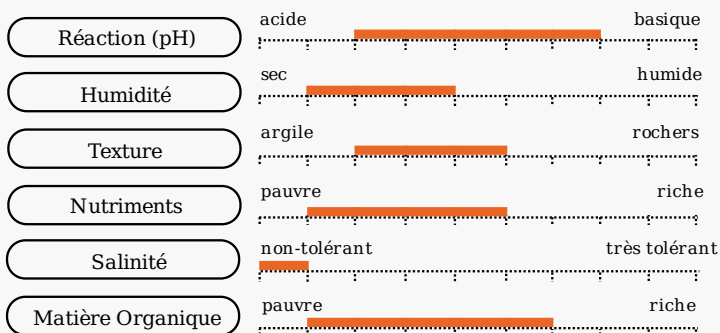 acide basique
Réaction (pH)
sec humide
Humidité
argile rochers
Texture
pauvre riche
Nutriments
non-tolérant très tolérant
Salinité
pauvre riche
Matière Organique